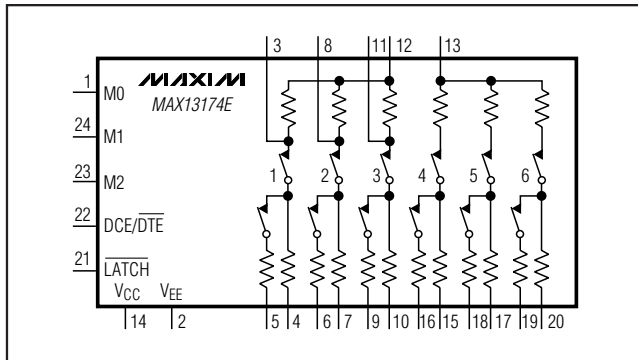 3 8 11 12 13
1 M0
MAXIM
MAX13174E
24 M1
23 M2
1 2 3 4 5 6
22 DCE/DTE
21 LATCH
VCC VEE
14 2 5 4 6 7 9 10 16 15 18 17 19 20